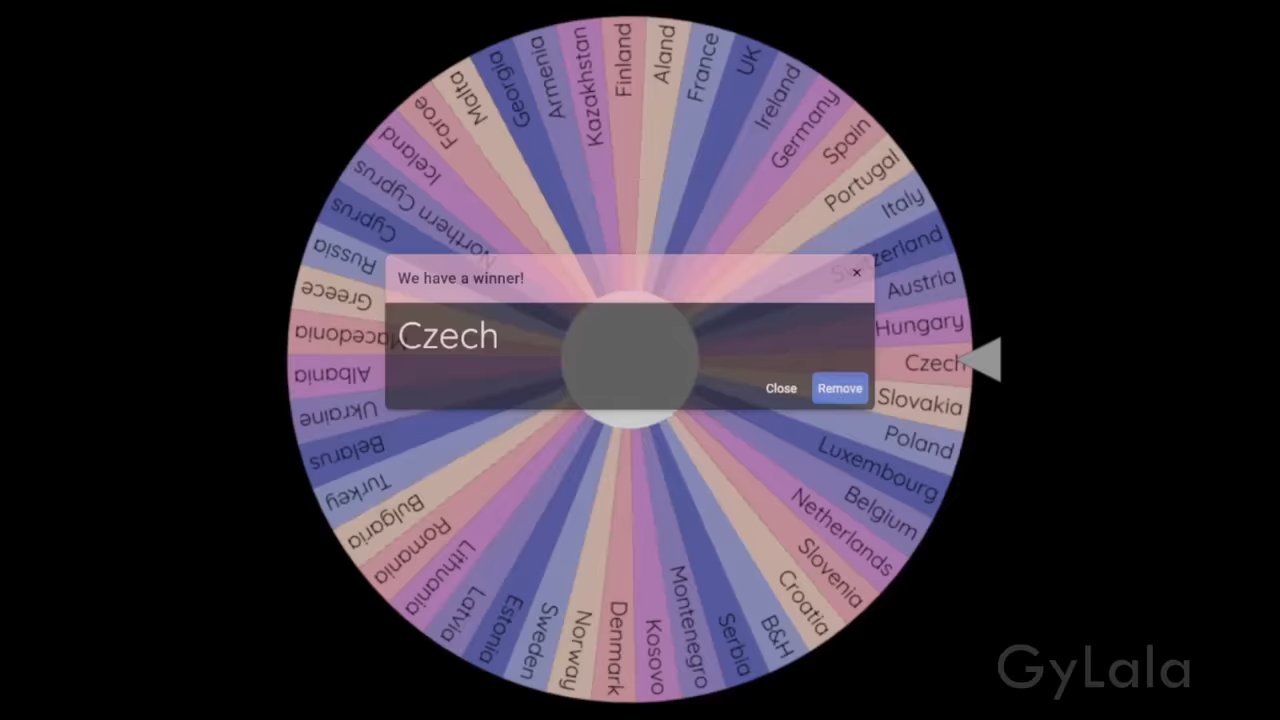 Finland
Aland
France
UK
Ireland
Germany
Spain
Portugal
Italy
Switzerland
Austria
Hungary
Czech
Slovakia
Poland
Luxembourg
Belgium
Netherlands
Slovenia
Croatia
B&H
Serbia
Montenegro
Kosovo
Denmark
Norway
Sweden
Estonia
Latvia
Lithuania
Romania
Bulgaria
Turkey
Belarus
Ukraine
Albania
Macedonia
Greece
Russia
Cyprus
Northern Cyprus
Iceland
Faroe
Malta
Georgia
Armenia
Kazakhstan
We have a winner!
×
Czech
Close
Remove
GyLala